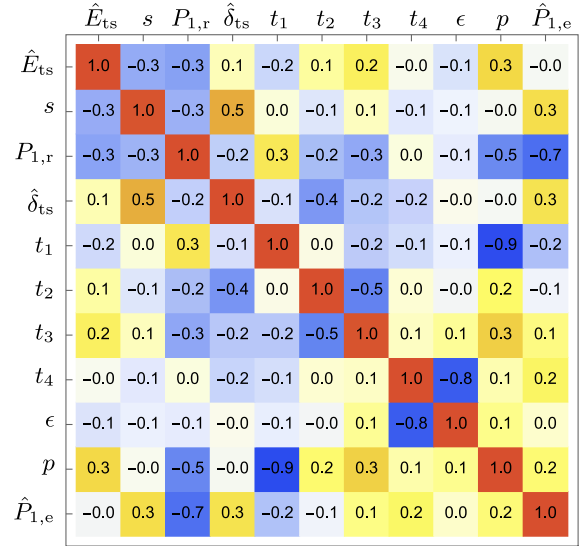 Ê_ts s P_1,r δ̂_ts t_1 t_2 t_3 t_4 ϵ p P̂_1,e
Ê_ts 1.0 −0.3 −0.3 0.1 −0.2 0.1 0.2 −0.0 −0.1 0.3 −0.0
s −0.3 1.0 −0.3 0.5 0.0 −0.1 0.1 −0.1 −0.1 −0.0 0.3
P_1,r −0.3 −0.3 1.0 −0.2 0.3 −0.2 −0.3 0.0 −0.1 −0.5 −0.7
δ̂_ts 0.1 0.5 −0.2 1.0 −0.1 −0.4 −0.2 −0.2 −0.0 −0.0 0.3
t_1 −0.2 0.0 0.3 −0.1 1.0 0.0 −0.2 −0.1 −0.1 −0.9 −0.2
t_2 0.1 −0.1 −0.2 −0.4 0.0 1.0 −0.5 0.0 −0.0 0.2 −0.1
t_3 0.2 0.1 −0.3 −0.2 −0.2 −0.5 1.0 0.1 0.1 0.3 0.1
t_4 −0.0 −0.1 0.0 −0.2 −0.1 0.0 0.1 1.0 −0.8 0.1 0.2
ϵ −0.1 −0.1 −0.1 −0.0 −0.1 −0.0 0.1 −0.8 1.0 0.1 0.0
p 0.3 −0.0 −0.5 −0.0 −0.9 0.2 0.3 0.1 0.1 1.0 0.2
P̂_1,e −0.0 0.3 −0.7 0.3 −0.2 −0.1 0.1 0.2 0.0 0.2 1.0